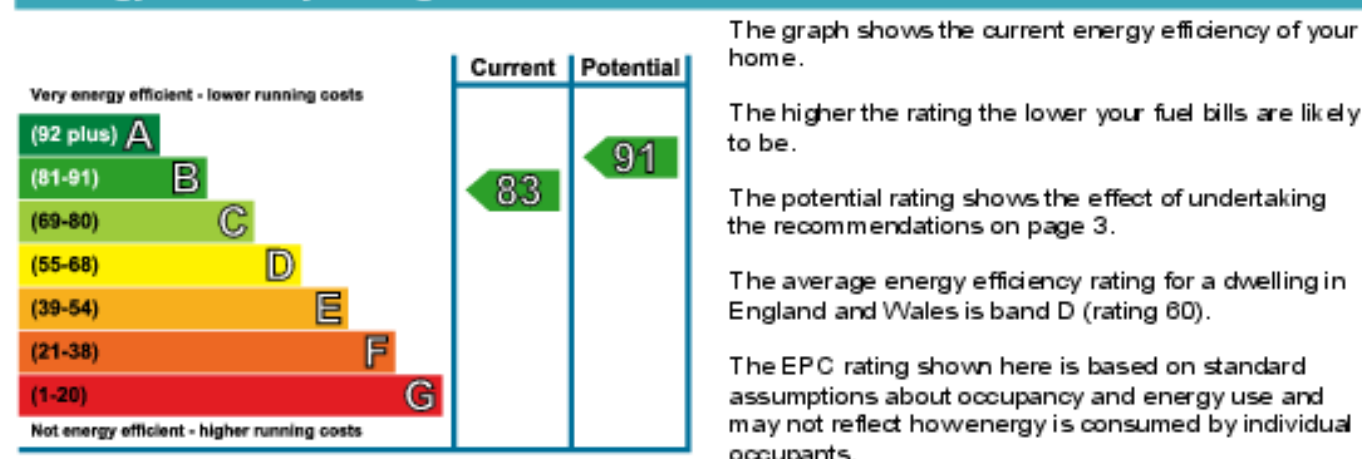 Current Potential
Very energy efficient - lower running costs
(92 plus) A
(81-91) B
(69-80) C
(55-68) D
(39-54) E
(21-38) F
(1-20) G
Not energy efficient - higher running costs
83
91
The graph shows the current energy efficiency of your
home.
The higher the rating the lower your fuel bills are likely
to be.
The potential rating shows the effect of undertaking
the recommendations on page 3.
The average energy efficiency rating for a dwelling in
England and Wales is band D (rating 60).
The EPC rating shown here is based on standard
assumptions about occupancy and energy use and
may not reflect how energy is consumed by individual
occupants